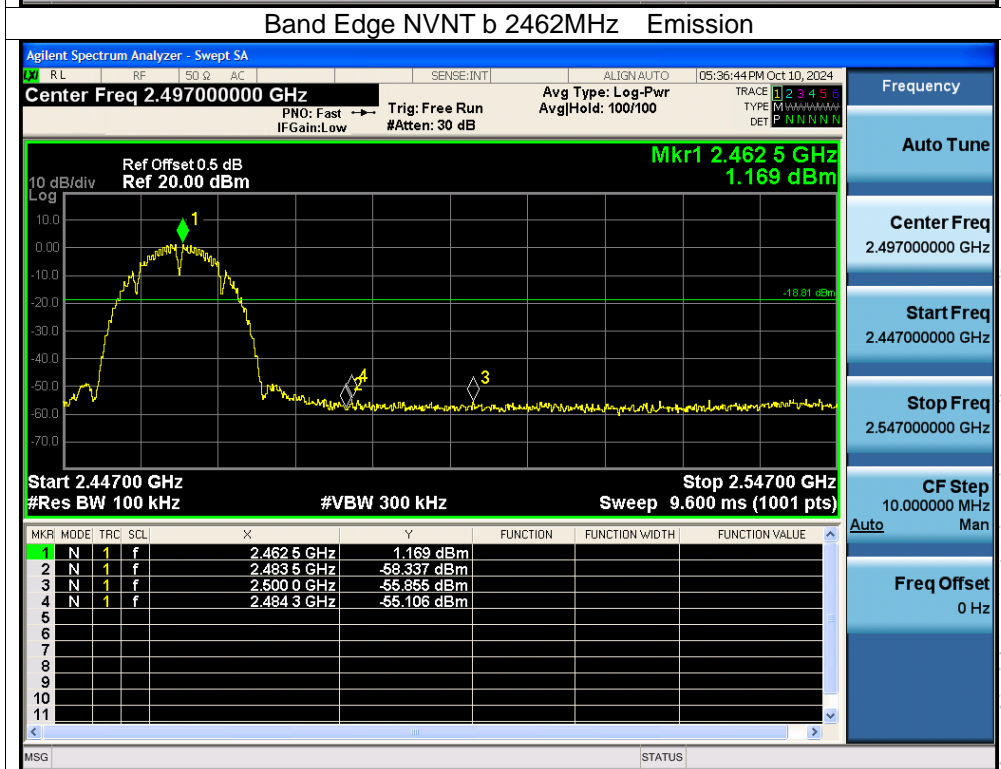 Band Edge NVNT b 2462MHz Emission
Agilent Spectrum Analyzer - Swept SA
LXI RL RF 50 Ω AC SENSE:INT ALIGN AUTO 05:36:44 PM Oct 10, 2024
Center Freq 2.497000000 GHz
PNO: Fast
IFGain:Low
Trig: Free Run
#Atten: 30 dB
Avg Type: Log-Pwr
Avg|Hold: 100/100
TRACE 1 2 3 4 5 6
TYPE M WWWWW
DET P N N N N N
Ref Offset 0.5 dB
10 dB/div Ref 20.00 dBm
Log
Mkr1 2.462 5 GHz
1.169 dBm
10.0
0.00
-10.0
-20.0
-30.0
-40.0
-50.0
-60.0
-70.0
1
2
4
3
-18.81 dBm
Start 2.44700 GHz Stop 2.54700 GHz
#Res BW 100 kHz #VBW 300 kHz Sweep 9.600 ms (1001 pts)
MKR MODE TRC SCL X Y FUNCTION FUNCTION WIDTH FUNCTION VALUE
1 N 1 f 2.462 5 GHz 1.169 dBm
2 N 1 f 2.483 5 GHz -58.337 dBm
3 N 1 f 2.500 0 GHz -55.855 dBm
4 N 1 f 2.484 3 GHz -55.106 dBm
5
6
7
8
9
10
11
MSG STATUS
Frequency
Auto Tune
Center Freq
2.497000000 GHz
Start Freq
2.447000000 GHz
Stop Freq
2.547000000 GHz
CF Step
10.000000 MHz
Auto Man
Freq Offset
0 Hz